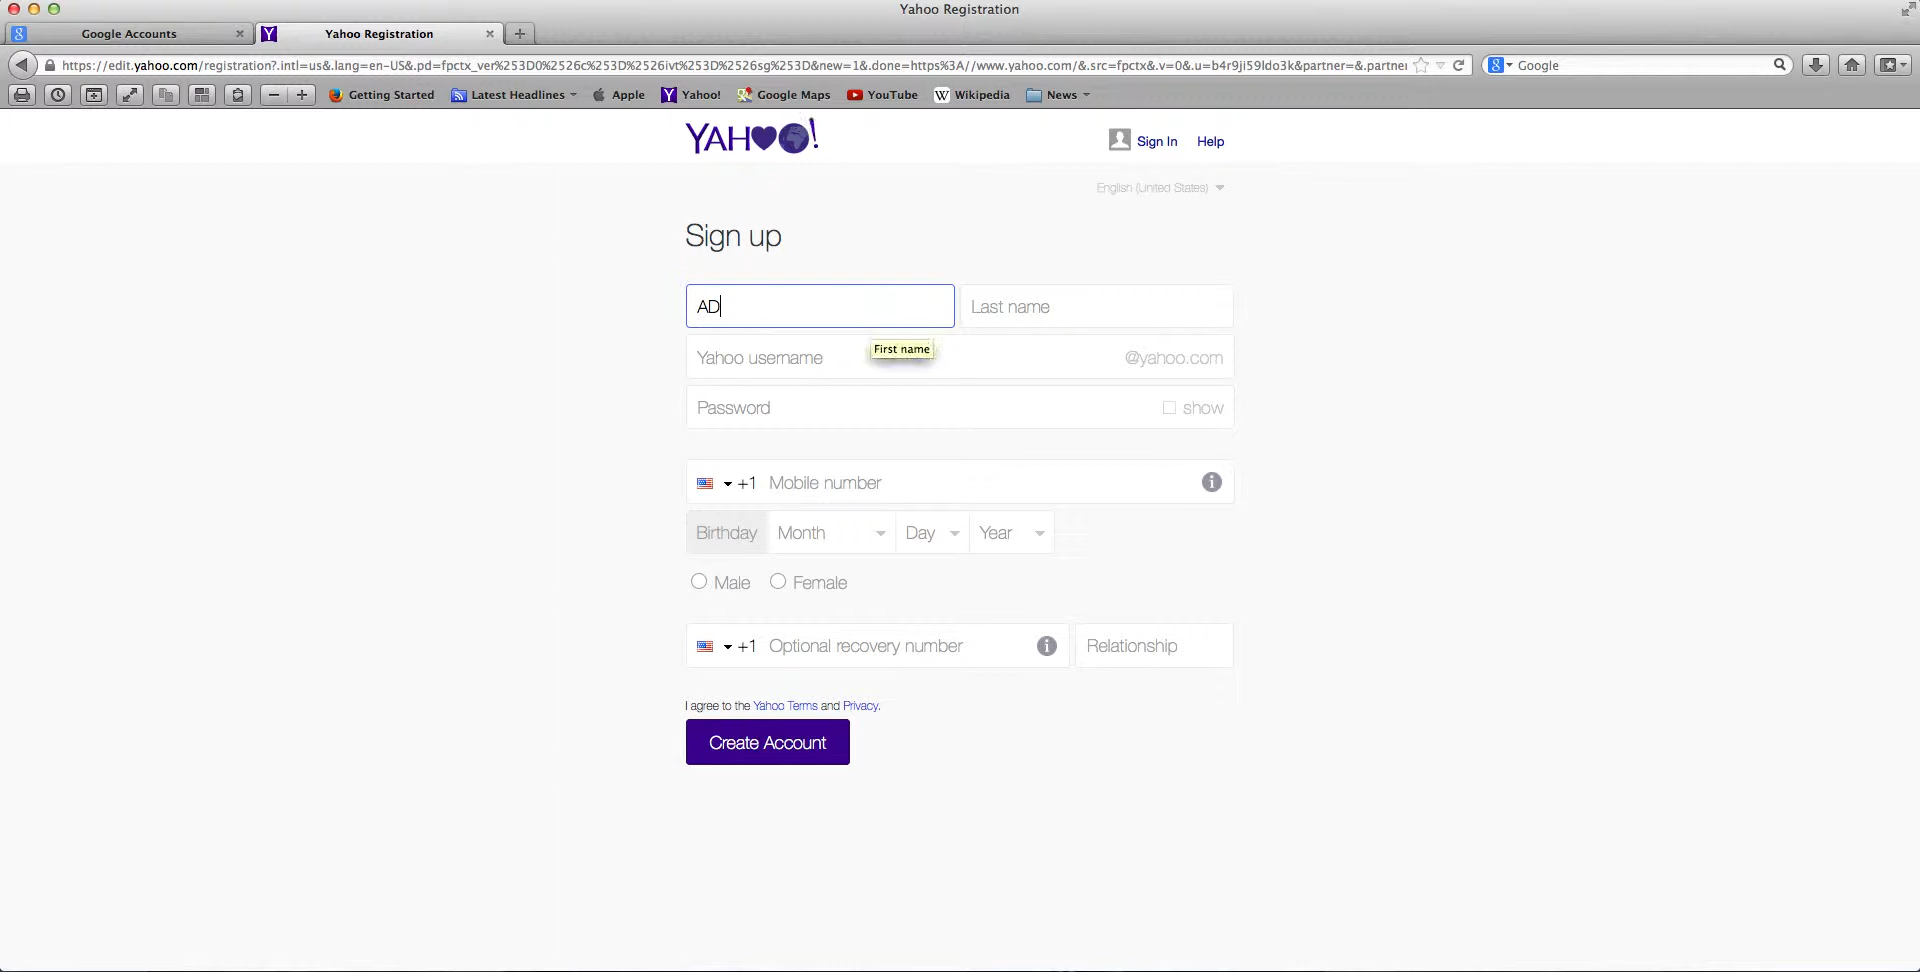 Yahoo Registration
Google Accounts
Yahoo Registration
https://edit.yahoo.com/registration?.intl=us&.lang=en-US&.pd=fpctx_ver%253D0%2526c%253D%2526ivt%253D%2526sg%253D&new=1&.done=https%3A//www.yahoo.com/&.src=fpctx&.v=0&.u=b4r9ji59ldo3k&partner=&.partner Google
Getting Started Latest Headlines Apple Yahoo! Google Maps YouTube Wikipedia News
YAHOO!
Sign In Help
English (United States)
Sign up
AD Last name
First name
Yahoo username @yahoo.com
Password show
+1 Mobile number
Birthday Month Day Year
Male Female
+1 Optional recovery number Relationship
I agree to the Yahoo Terms and Privacy.
Create Account